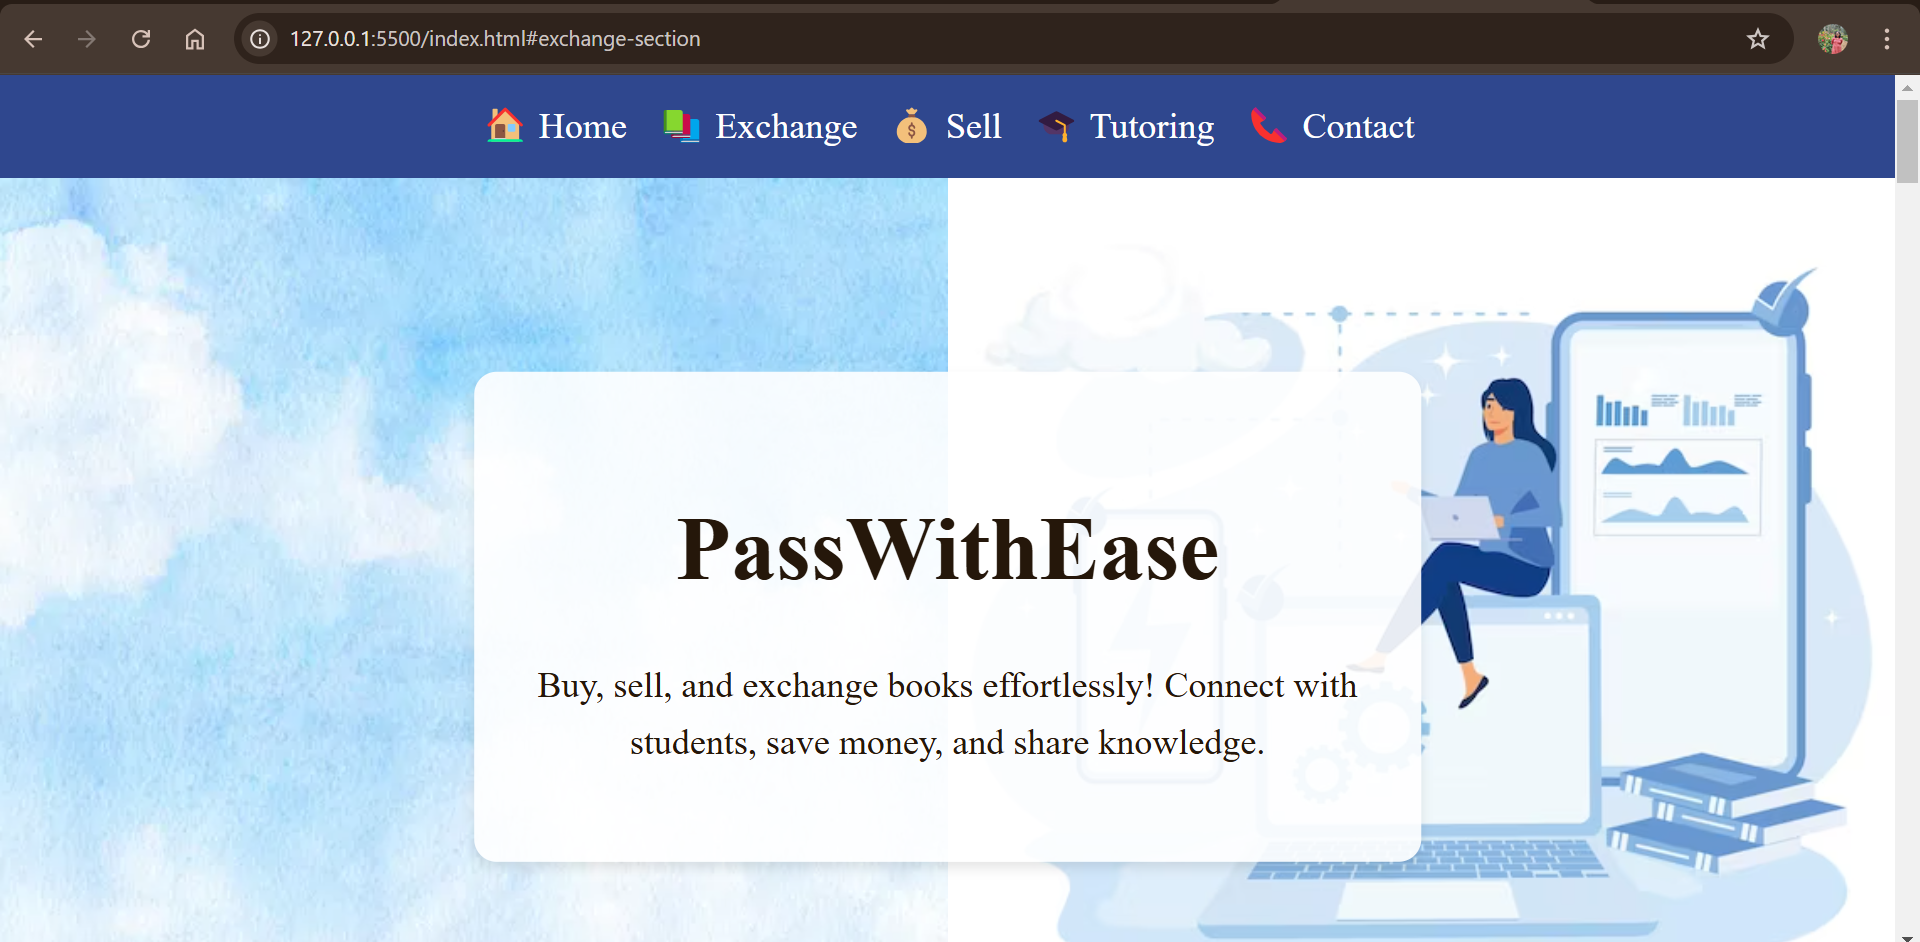 127.0.0.1:5500/index.html#exchange-section
Home Exchange Sell Tutoring Contact
PassWithEase
Buy, sell, and exchange books effortlessly! Connect with
students, save money, and share knowledge.